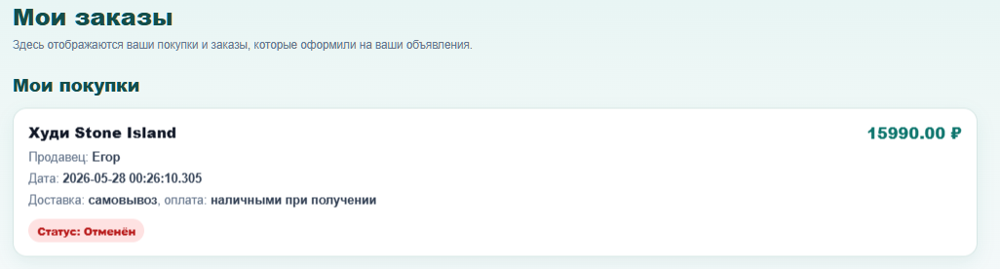 Мои заказы
Здесь отображаются ваши покупки и заказы, которые оформили на ваши объявления.
Мои покупки
Худи Stone Island
15990.00 ₽
Продавец: Егор
Дата: 2026-05-28 00:26:10.305
Доставка: самовывоз, оплата: наличными при получении
Статус: Отменён